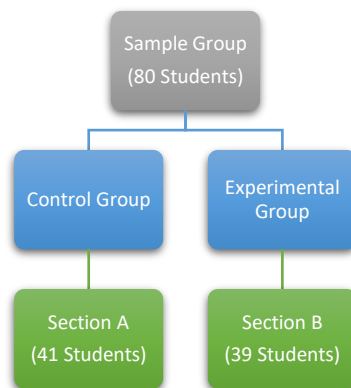 Sample Group
(80 Students)
Control Group
Experimental
Group
Section A
(41 Students)
Section B
(39 Students)